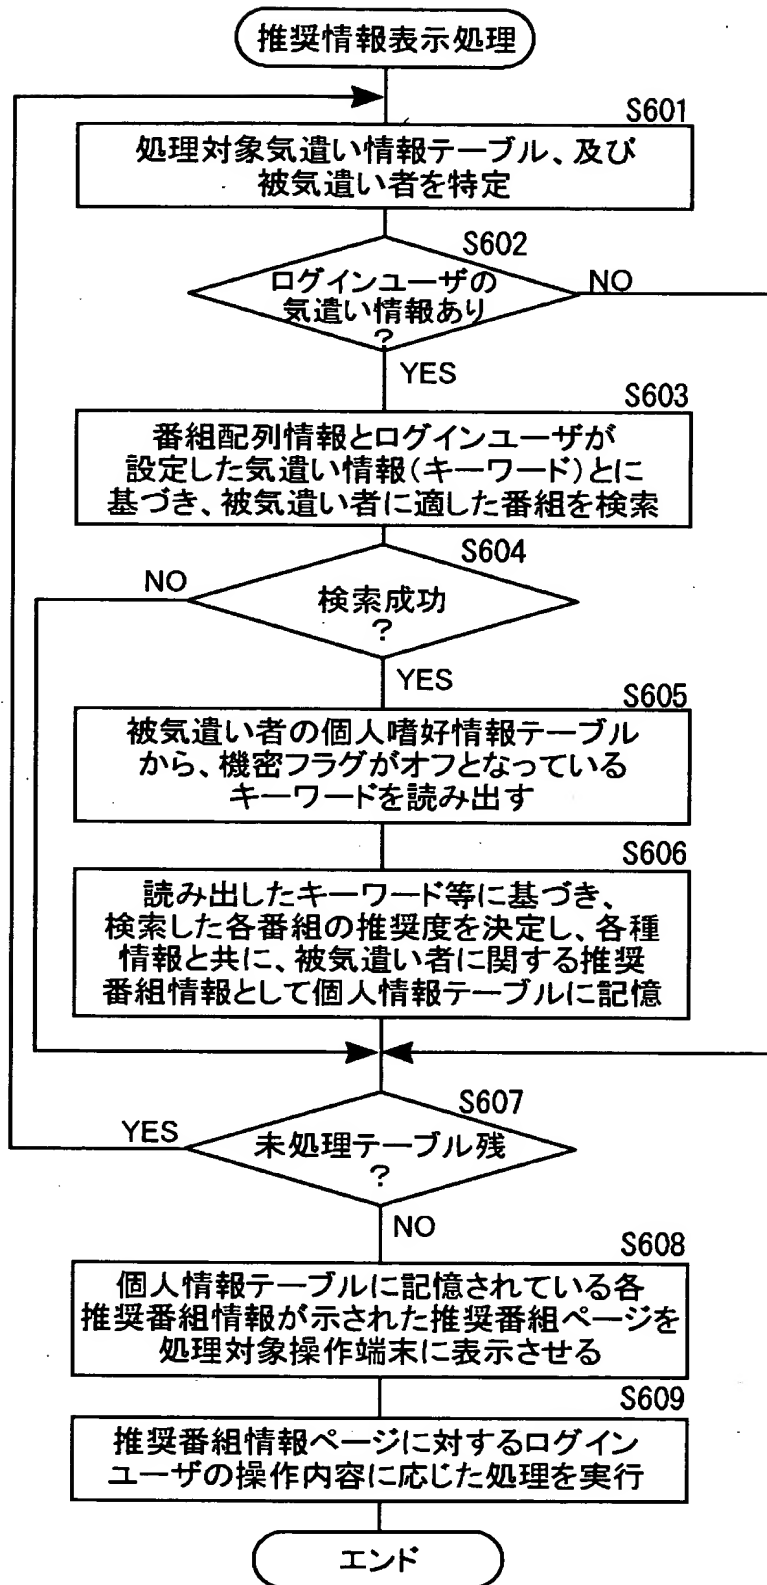 推奨情報表示処理
S601
処理対象気遣い情報テーブル、及び
被気遣い者を特定
S602
ログインユーザの
気遣い情報あり
?
NO
YES
S603
番組配列情報とログインユーザが
設定した気遣い情報(キーワード)とに
基づき、被気遣い者に適した番組を検索
S604
NO
検索成功
?
YES
S605
被気遣い者の個人嗜好情報テーブル
から、機密フラグがオフとなっている
キーワードを読み出す
S606
読み出したキーワード等に基づき、
検索した各番組の推奨度を決定し、各種
情報と共に、被気遣い者に関する推奨
番組情報として個人情報テーブルに記憶
S607
YES
未処理テーブル残
?
NO
S608
個人情報テーブルに記憶されている各
推奨番組情報が示された推奨番組ページを
処理対象操作端末に表示させる
S609
推奨番組情報ページに対するログイン
ユーザの操作内容に応じた処理を実行
エンド